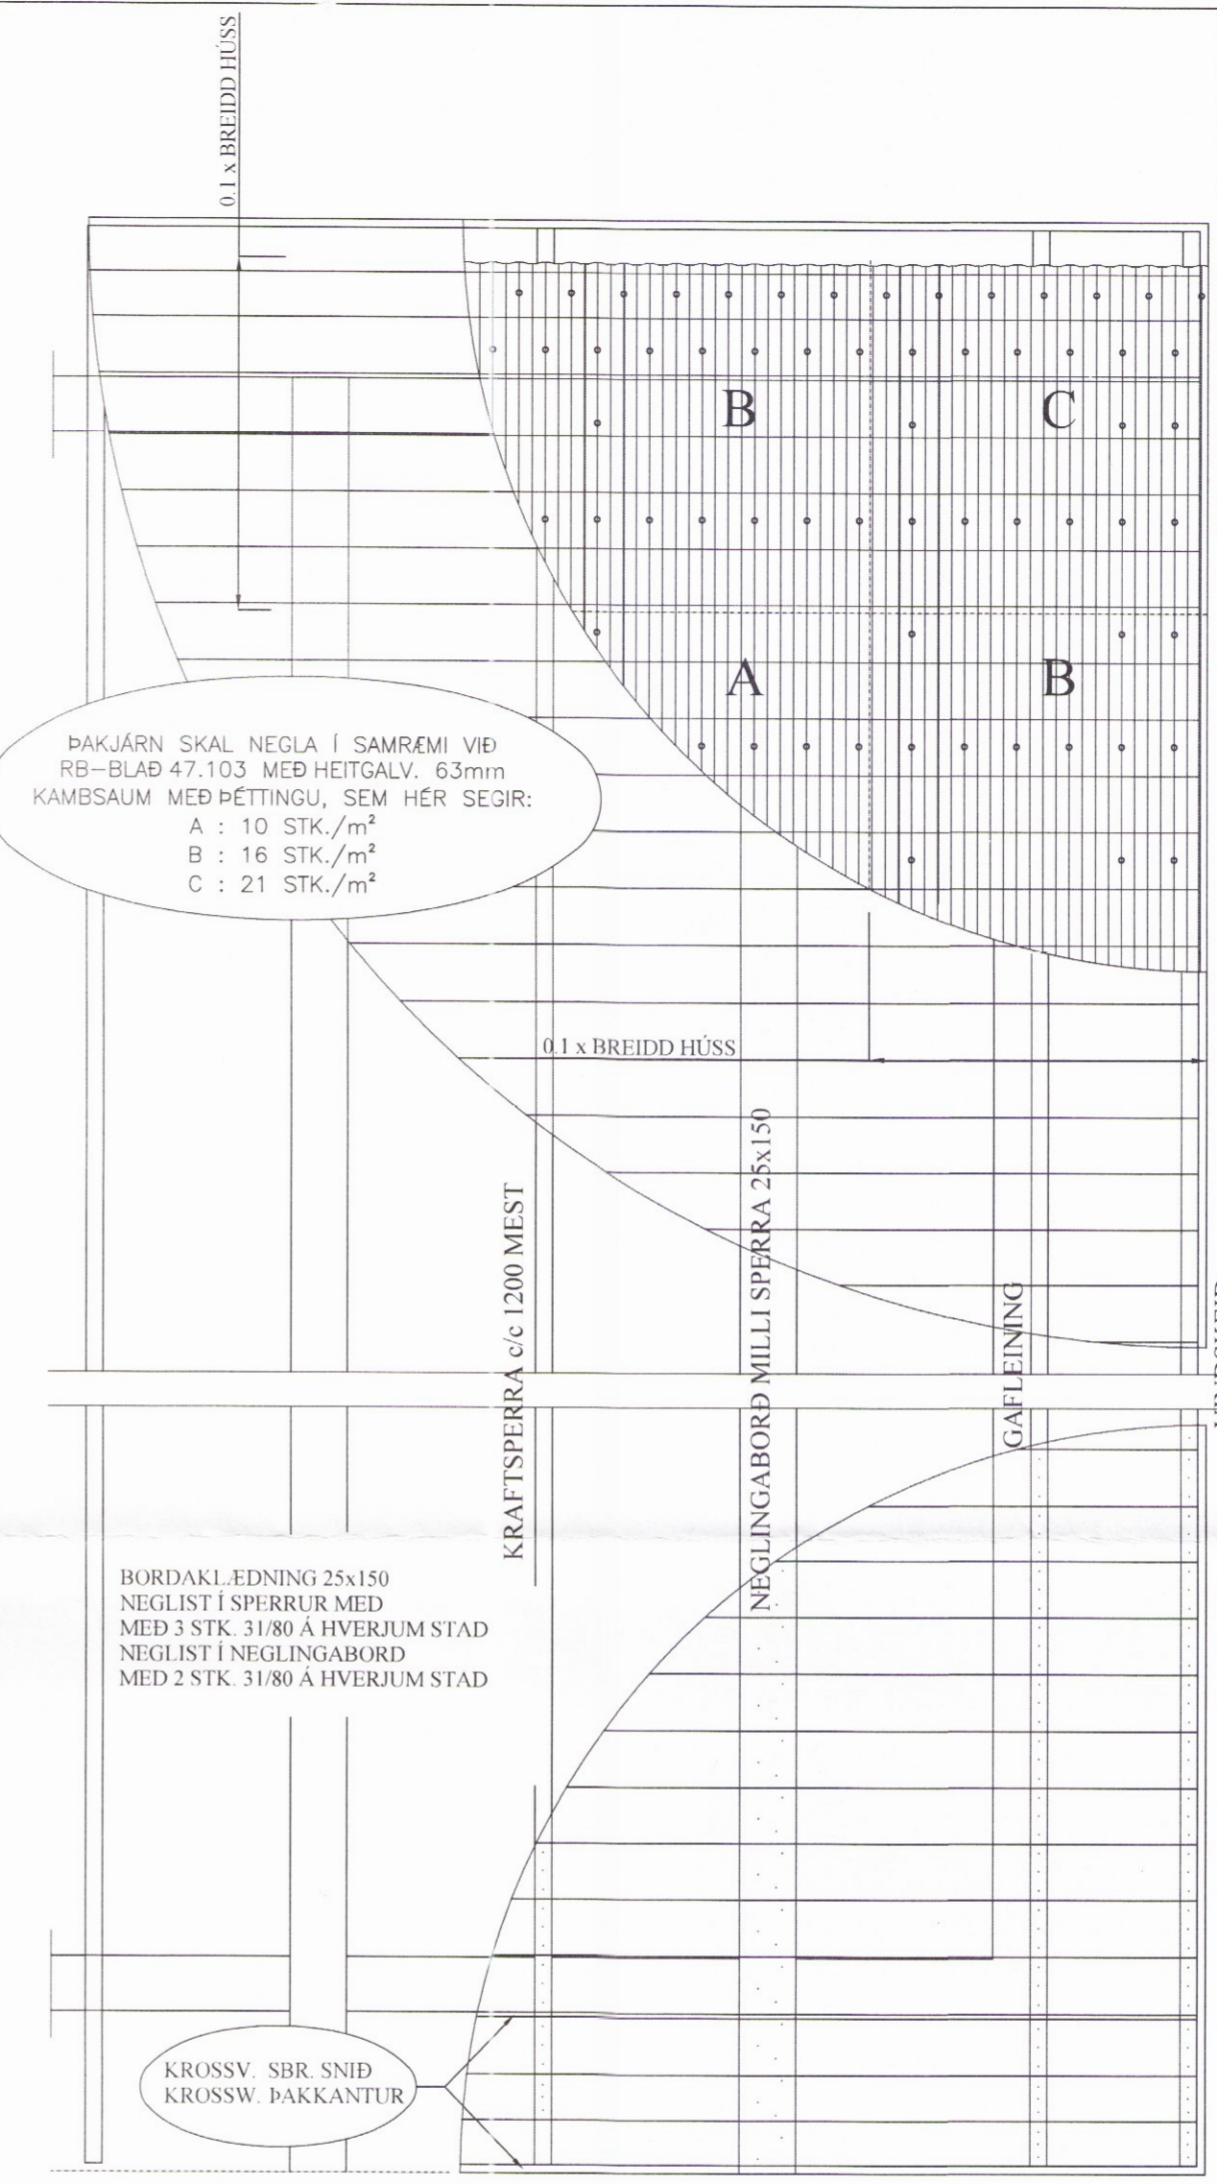 0.1 x BREIDD HÚSS
B
C
A
B
ÞAKJÁRN SKAL NEGLA Í SAMRÆMI VIÐ
RB-BLAÐ 47.103 MEÐ HEITGALV. 63mm
KAMBSAUM MEÐ ÞÉTTINGU, SEM HÉR SEGIR:
A : 10 STK./m²
B : 16 STK./m²
C : 21 STK./m²
0.1 x BREIDD HÚSS
KRAFTSPERRA c/c 1200 MEST
NEGLINGABORÐ MILLI SPERRA 25x150
GAFLEINING
BORDAKLÆDNING 25x150
NEGLIST Í SPERRUR MED
MEÐ 3 STK. 31/80 Á HVERJUM STAD
NEGLIST Í NEGLINGABORD
MED 2 STK. 31/80 Á HVERJUM STAD
KROSSV. SBR. SNIÐ
KROSSW. ÞAKKANTUR